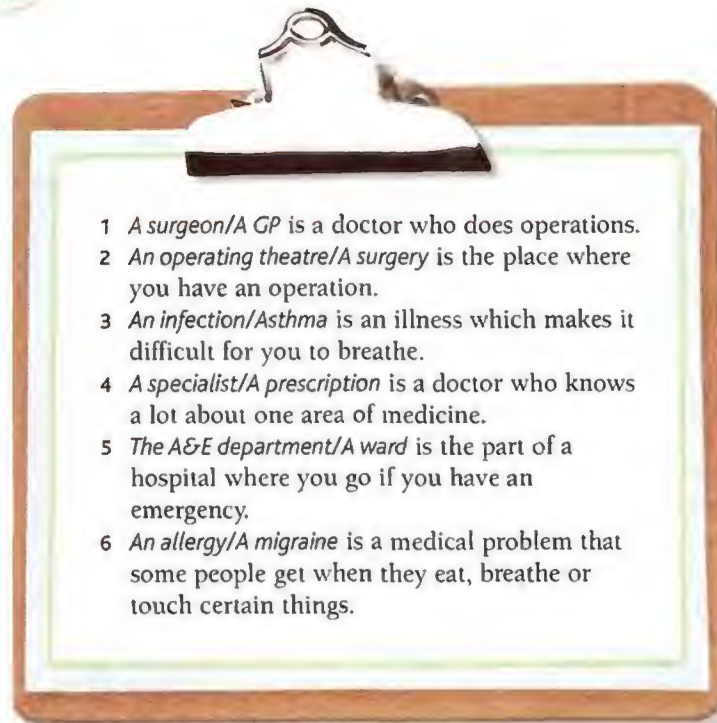 1 A surgeon/A GP is a doctor who does operations.
2 An operating theatre/A surgery is the place where
you have an operation.
3 An infection/Asthma is an illness which makes it
difficult for you to breathe.
4 A specialist/A prescription is a doctor who knows
a lot about one area of medicine.
5 The A&E department/A ward is the part of a
hospital where you go if you have an
emergency.
6 An allergy/A migraine is a medical problem that
some people get when they eat, breathe or
touch certain things.